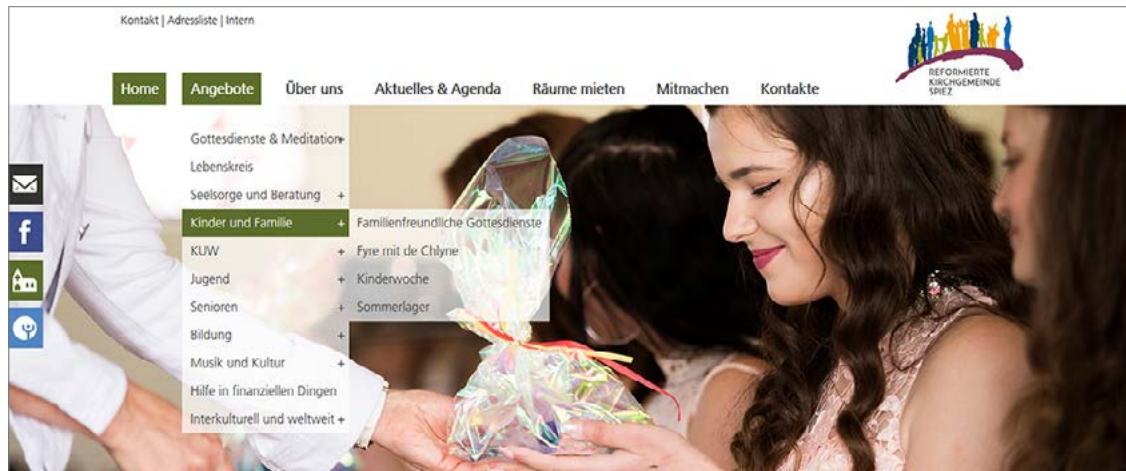 Kontakt | Adressliste | Intern
REFORMIERTE
KIRCHGEMEINDE
SPIEZ
Home Angebote Über uns Aktuelles & Agenda Räume mieten Mitmachen Kontakte
Gottesdienste & Meditation+
Lebenskreis
Seelsorge und Beratung +
Kinder und Familie + Familienfreundliche Gottesdienste
KUW + Fyre mit de Chlyne
Jugend + Kinderwoche
Senioren + Sommerlager
Bildung +
Musik und Kultur +
Hilfe in finanziellen Dingen
Interkulturell und weltweit +
f